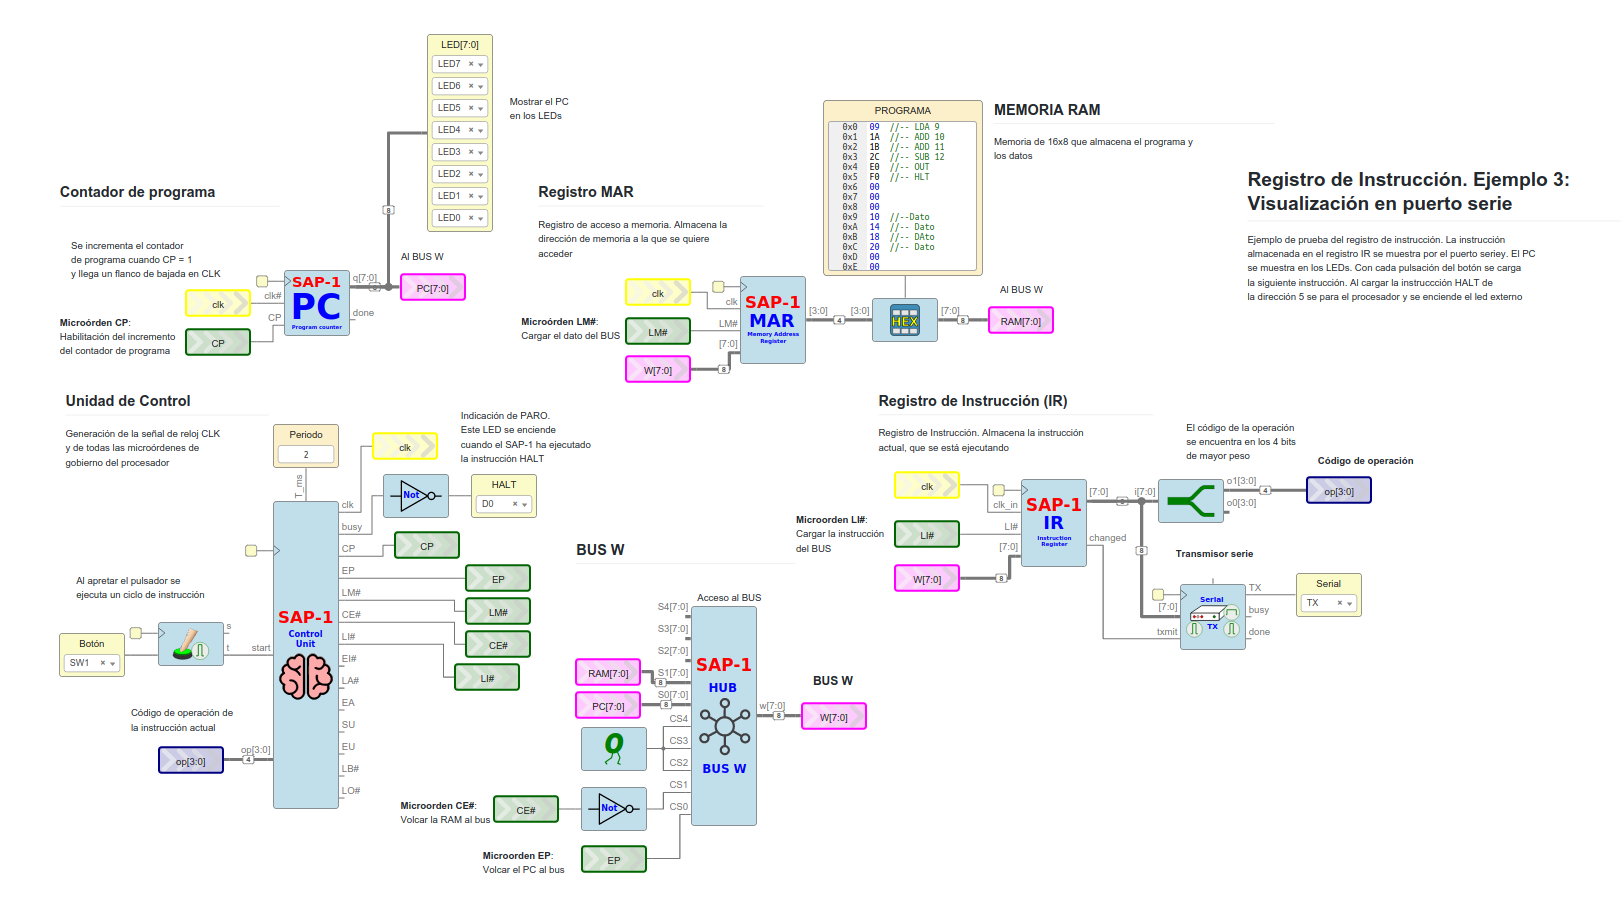 LED[7:0]
LED7
LED6
LED5
LED4
LED3
LED2
LED1
LED0
Mostrar el PC
en los LEDs
Contador de programa
Se incrementa el contador
de programa cuando CP = 1
y llega un flanco de bajada en CLK
clk
Microórden CP:
Habilitación del incremento
del contador de programa
CP
clk#
CP
SAP-1
PC
Program counter
q[7:0]
done
8
8
Al BUS W
PC[7:0]
Registro MAR
Registro de acceso a memoria. Almacena la
dirección de memoria a la que se quiere
acceder
clk
Microórden LM#:
Cargar el dato del BUS
LM#
W[7:0]
8
clk
LM#
[7:0]
SAP-1
MAR
Memory Address
Register
[3:0]
4
[3:0]
HEX
[7:0]
8
PROGRAMA
0x0 09 //-- LDA 9
0x1 1A //-- ADD 10
0x2 1B //-- ADD 11
0x3 2C //-- SUB 12
0x4 E0 //-- OUT
0x5 F0 //-- HLT
0x6 00
0x7 00
0x8 00
0x9 10 //--Dato
0xA 14 //-- Dato
0xB 18 //-- DAto
0xC 20 //-- Dato
0xD 00
0xE 00
MEMORIA RAM
Memoria de 16x8 que almacena el programa y
los datos
Al BUS W
RAM[7:0]
Registro de Instrucción. Ejemplo 3:
Visualización en puerto serie
Ejemplo de prueba del registro de instrucción. La instrucción
almacenada en el registro IR se muestra por el puerto seriey. El PC
se muestra en los LEDs. Con cada pulsación del botón se carga
la siguiente instrucción. Al cargar la instruccción HALT de
la dirección 5 se para el procesador y se enciende el led externo
Unidad de Control
Generación de la señal de reloj CLK
y de todas las microórdenes de
gobierno del procesador
Periodo
2
T_ms
clk
Indicación de PARO.
Este LED se enciende
cuando el SAP-1 ha ejecutado
la instrucción HALT
Not
HALT
D0
CP
EP
LM#
CE#
LI#
Al apretar el pulsador se
ejecuta un ciclo de instrucción
Botón
SW1
s
t
start
Código de operación de
la instrucción actual
op[3:0]
op[3:0]
4
SAP-1
Control
Unit
clk
busy
CP
EP
LM#
CE#
LI#
EI#
LA#
EA
SU
EU
LB#
LO#
BUS W
Acceso al BUS
RAM[7:0]
PC[7:0]
8
8
S4[7:0]
S3[7:0]
S2[7:0]
S1[7:0]
S0[7:0]
CS4
CS3
CS2
CS1
CS0
0
SAP-1
HUB
BUS W
w[7:0]
8
BUS W
W[7:0]
Microorden CE#:
Volcar la RAM al bus
CE#
Not
Microorden EP:
Volcar el PC al bus
EP
Registro de Instrucción (IR)
Registro de Instrucción. Almacena la instrucción
actual, que se está ejecutando
clk
Microorden LI#:
Cargar la instrucción
del BUS
LI#
W[7:0]
8
clk_in
LI#
[7:0]
SAP-1
IR
Instruction
Register
[7:0]
changed
8
i[7:0]
8
El código de la operación
se encuentra en los 4 bits
de mayor peso
o1[3:0]
o0[3:0]
4
Código de operación
op[3:0]
Transmisor serie
[7:0]
txmit
Serial
TX
TX
busy
done
Serial
TX